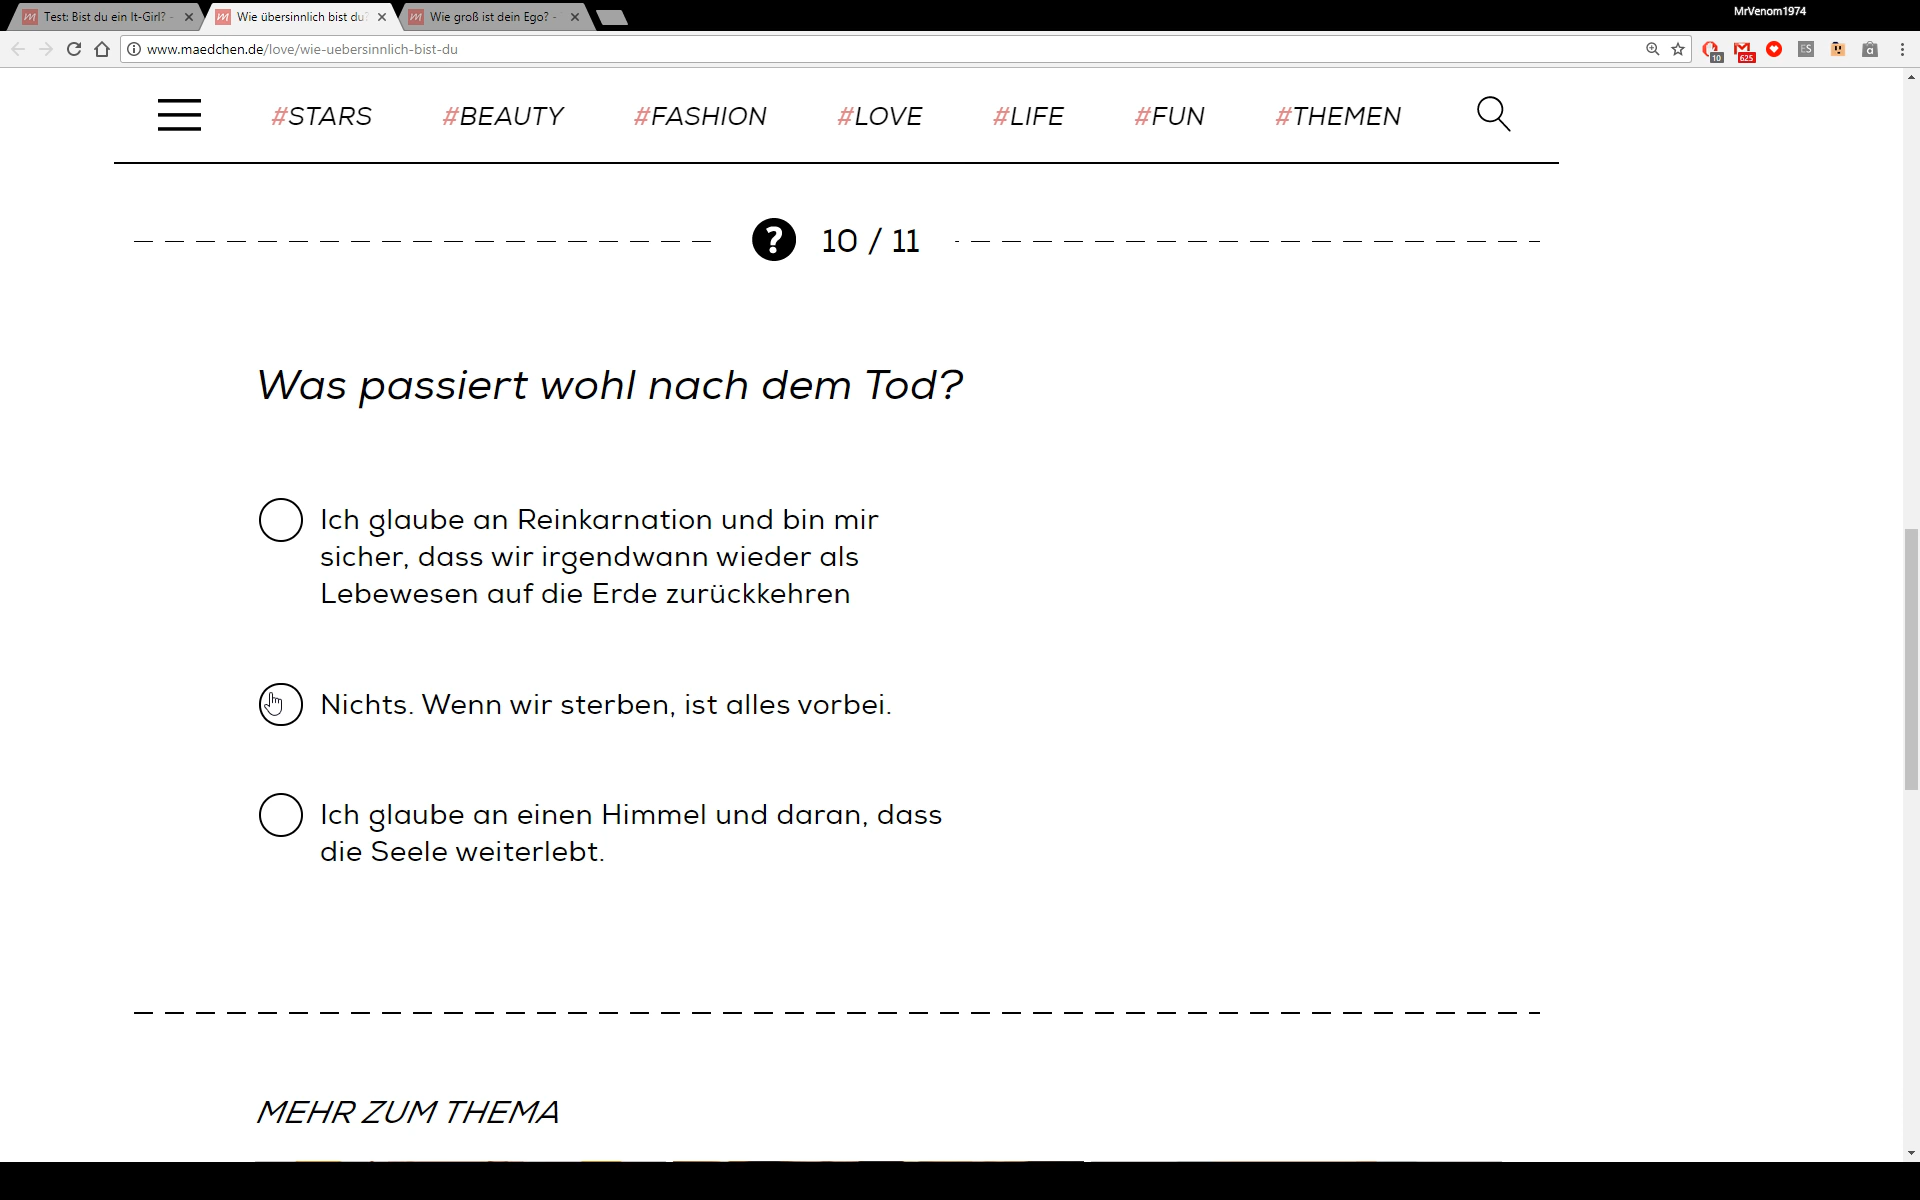 MrVenom1974
Test: Bist du ein It-Girl? -
Wie übersinnlich bist du?
Wie groß ist dein Ego? -
www.maedchen.de/love/wie-uebersinnlich-bist-du
10
625
ES
a
#STARS #BEAUTY #FASHION #LOVE #LIFE #FUN #THEMEN
? 10 / 11
Was passiert wohl nach dem Tod?
Ich glaube an Reinkarnation und bin mir
sicher, dass wir irgendwann wieder als
Lebewesen auf die Erde zurückkehren
Nichts. Wenn wir sterben, ist alles vorbei.
Ich glaube an einen Himmel und daran, dass
die Seele weiterlebt.
MEHR ZUM THEMA